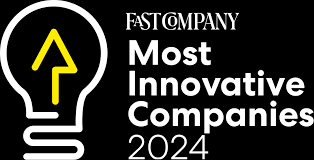 FAST COMPANY
Most
Innovative
Companies
2024